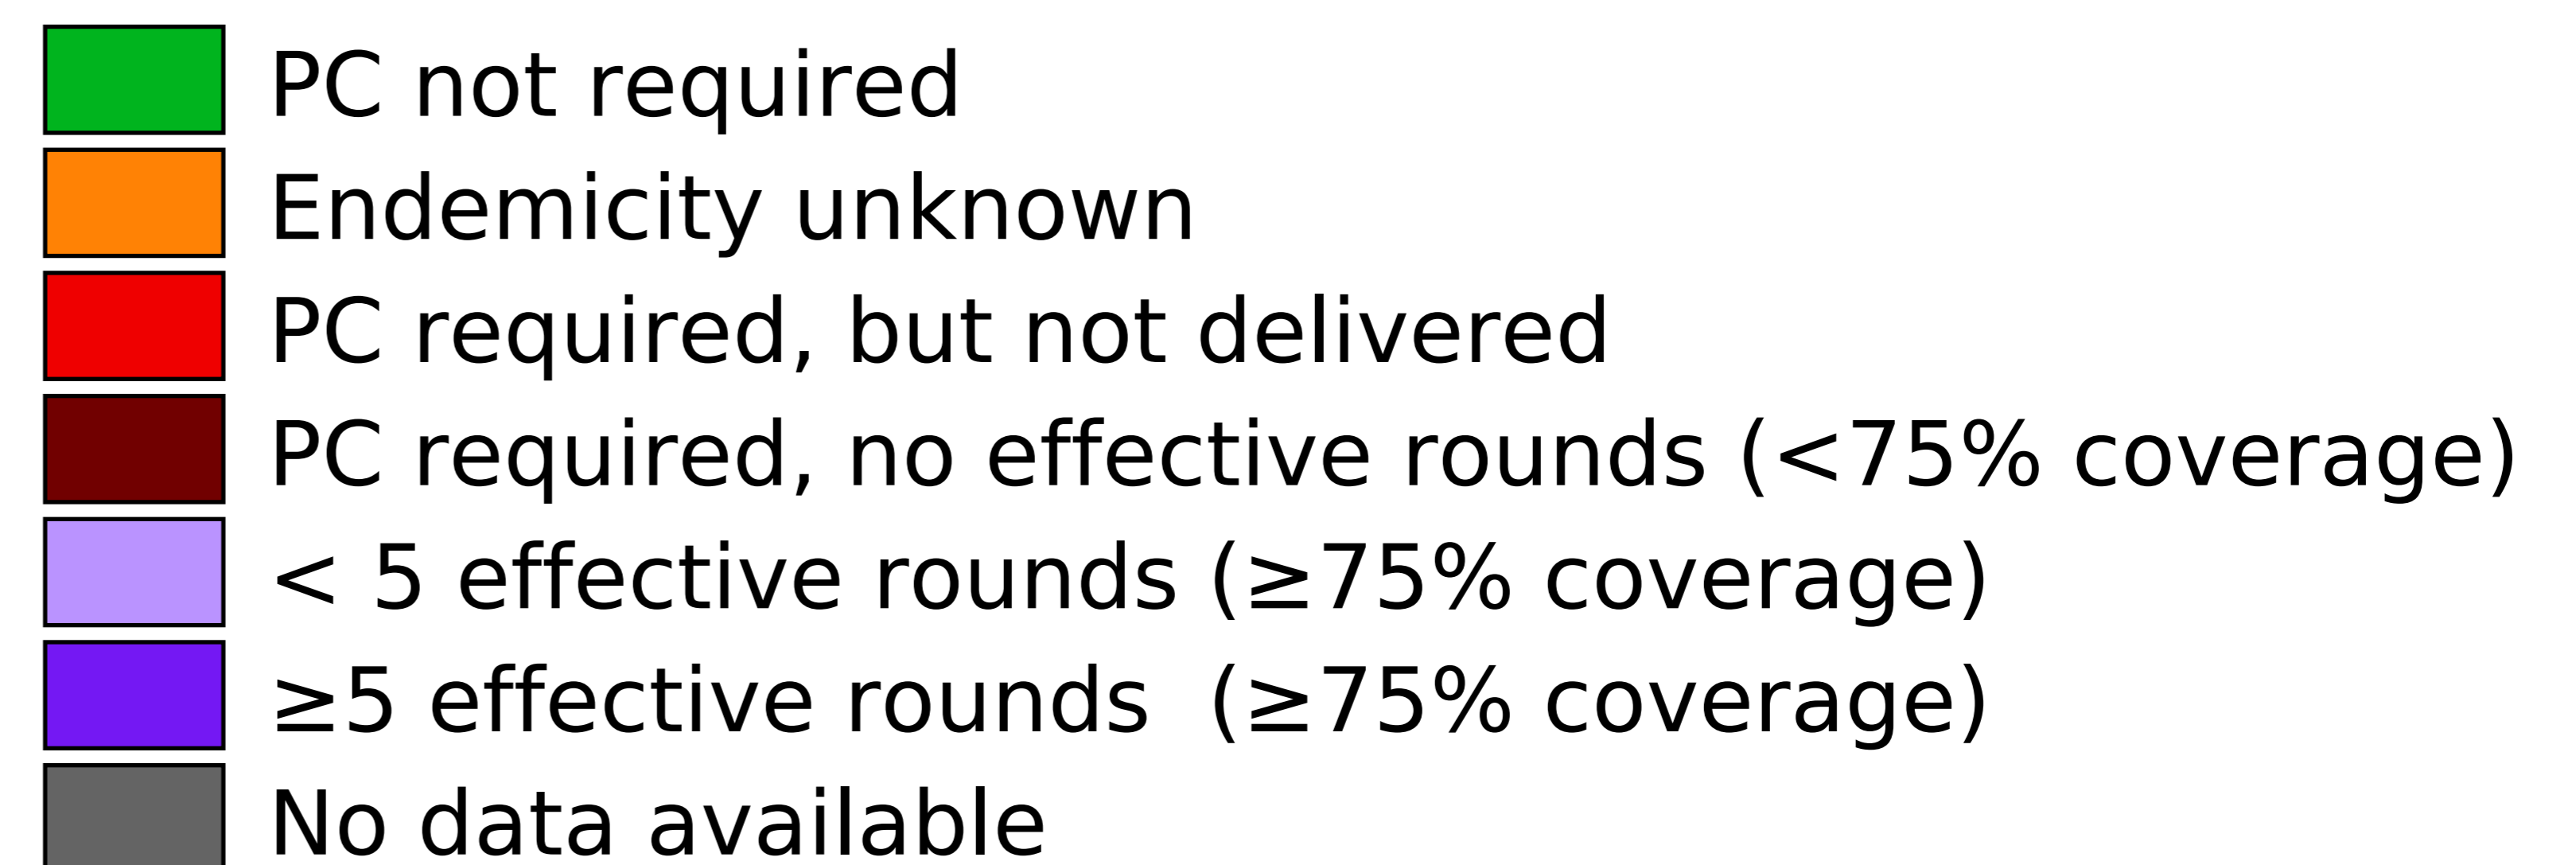 PC not required
Endemicity unknown
PC required, but not delivered
PC required, no effective rounds (<75% coverage)
< 5 effective rounds (≥75% coverage)
≥5 effective rounds  (≥75% coverage)
No data available